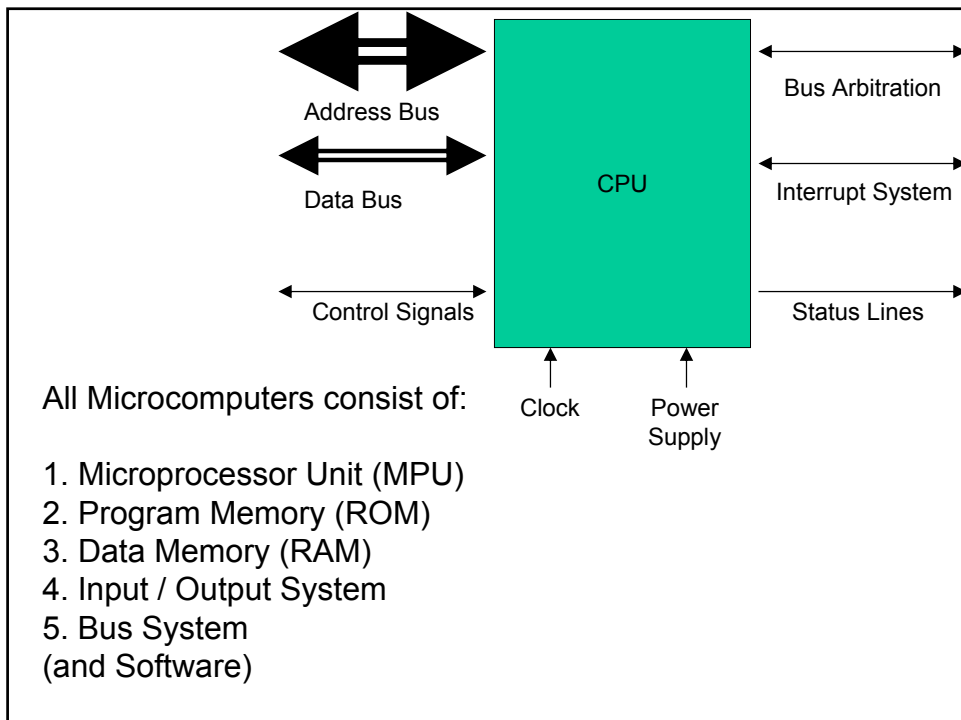 Address Bus
Bus Arbitration
CPU
Data Bus
Interrupt System
Control Signals
Status Lines
Clock
Power
Supply
All Microcomputers consist of:
1. Microprocessor Unit (MPU)
2. Program Memory (ROM)
3. Data Memory (RAM)
4. Input / Output System
5. Bus System
(and Software)